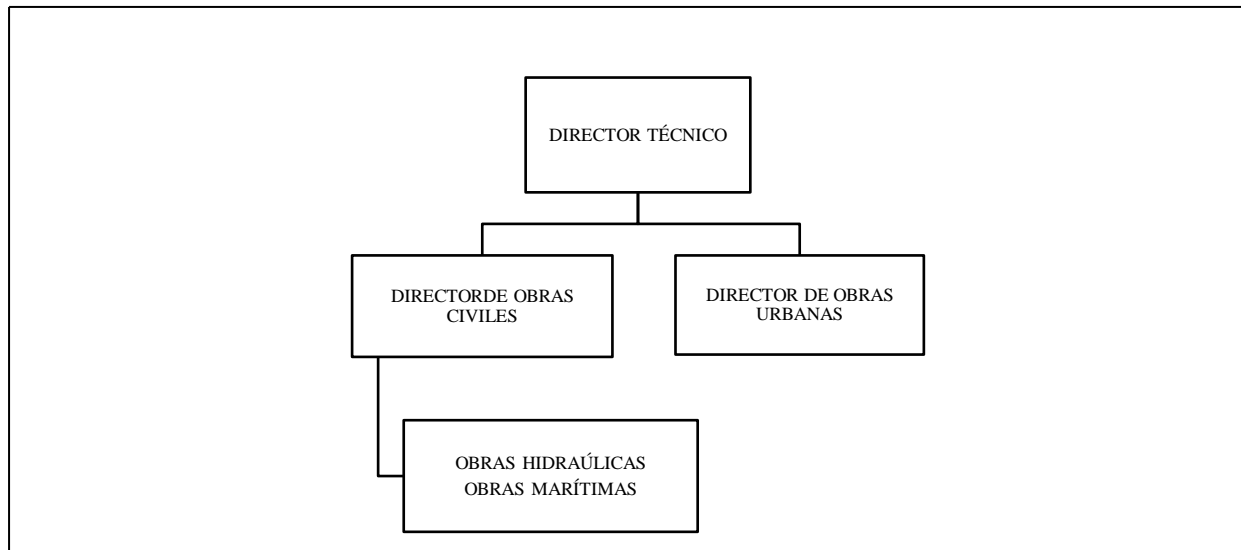 DIRECTOR TÉCNICO
DIRECTORDE OBRAS
CIVILES
DIRECTOR DE OBRAS
URBANAS
OBRAS HIDRAÚLICAS
OBRAS MARÍTIMAS